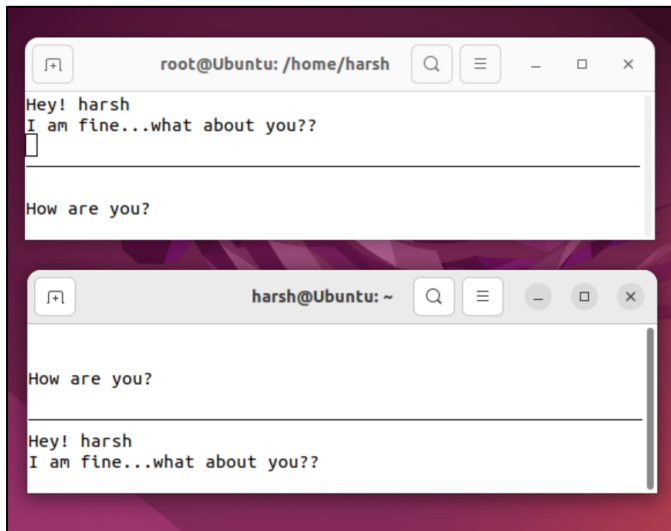 root@Ubuntu: /home/harsh
Hey! harsh
I am fine...what about you??
How are you?
harsh@Ubuntu: ~
How are you?
Hey! harsh
I am fine...what about you??